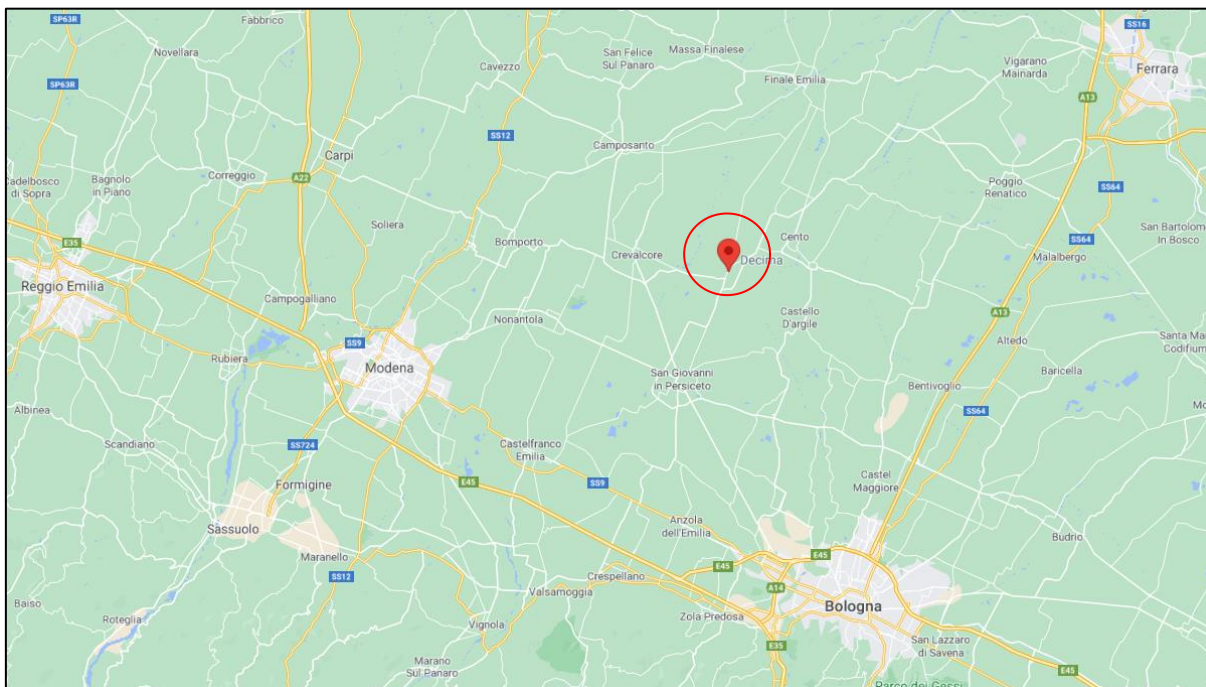 SP63R
Fabbrico
SS16
Novellara
San Felice
Sul Panaro
Massa Finalese
Vigarano
Mainarda
Ferrara
Cavezzo
Finale Emilia
SP63R
A13
SS12
Camposanto
Carpi
Cadelbosco
di Sopra
Bagnolo
in Piano
Correggio
A22
Poggio
Renatico
SS64
Soliera
San Bartolom
In Bosco
E35
Bomporto
Crevalcore
Cento
SS64
Decima
Malalbergo
Reggio Emilia
Campogalliano
Nonantola
Castello
D'argile
A13
Santa Ma
Codifium
SS9
Altedo
Rubiera
Modena
San Giovanni
in Persiceto
Bentivoglio
Baricella
Albinea
SS64
Mo
Scandiano
SS724
Castelfranco
Emilia
Formigine
E45
SS9
Castel
Maggiore
Sassuolo
Anzola
dell'Emilia
Budrio
Maranello
E45
E45
SS12
Crespellano
A14
Baiso
Valsamoggia
Bologna
Roteglia
Vignola
Zola Predosa
E35
San Lazzaro
di Savena
Marano
Sul Panaro
E45
Parco dei Gessi